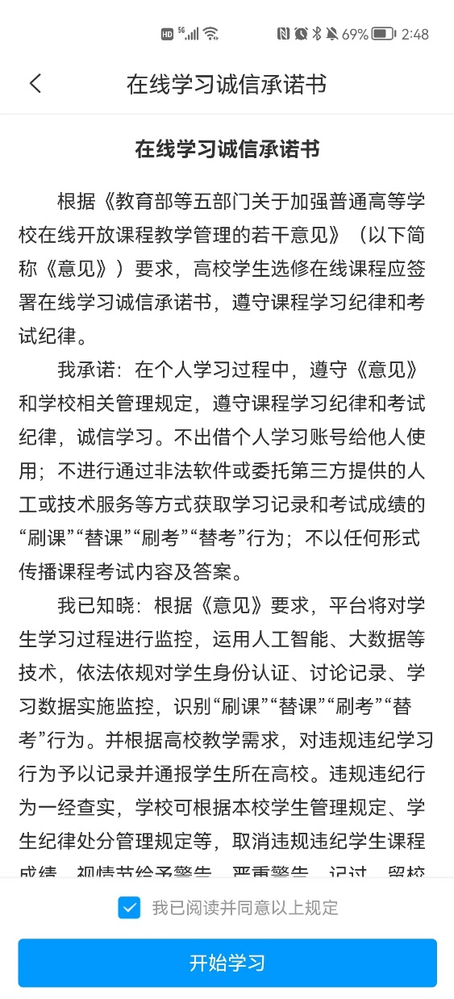 HD 5G 69% 2:48
在线学习诚信承诺书
在线学习诚信承诺书
根据《教育部等五部门关于加强普通高等学
校在线开放课程教学管理的若干意见》（以下简
称《意见》）要求，高校学生选修在线课程应签
署在线学习诚信承诺书，遵守课程学习纪律和考
试纪律。
我承诺：在个人学习过程中，遵守《意见》
和学校相关管理规定，遵守课程学习纪律和考试
纪律，诚信学习。不出借个人学习账号给他人使
用；不进行通过非法软件或委托第三方提供的人
工或技术服务等方式获取学习记录和考试成绩的
“刷课”“替课”“刷考”“替考”行为；不以任何形式
传播课程考试内容及答案。
我已知晓：根据《意见》要求，平台将对学
生学习过程进行监控，运用人工智能、大数据等
技术，依法依规对学生身份认证、讨论记录、学
习数据实施监控，识别“刷课”“替课”“刷考”“替
考”行为。并根据高校教学需求，对违规违纪学习
行为予以记录并通报学生所在高校。违规违纪行
为一经查实，学校可根据本校学生管理规定、学
生纪律处分管理规定等，取消违规违纪学生课程
成绩，视情节给予警告、严重警告、记过、留校
我已阅读并同意以上规定
开始学习